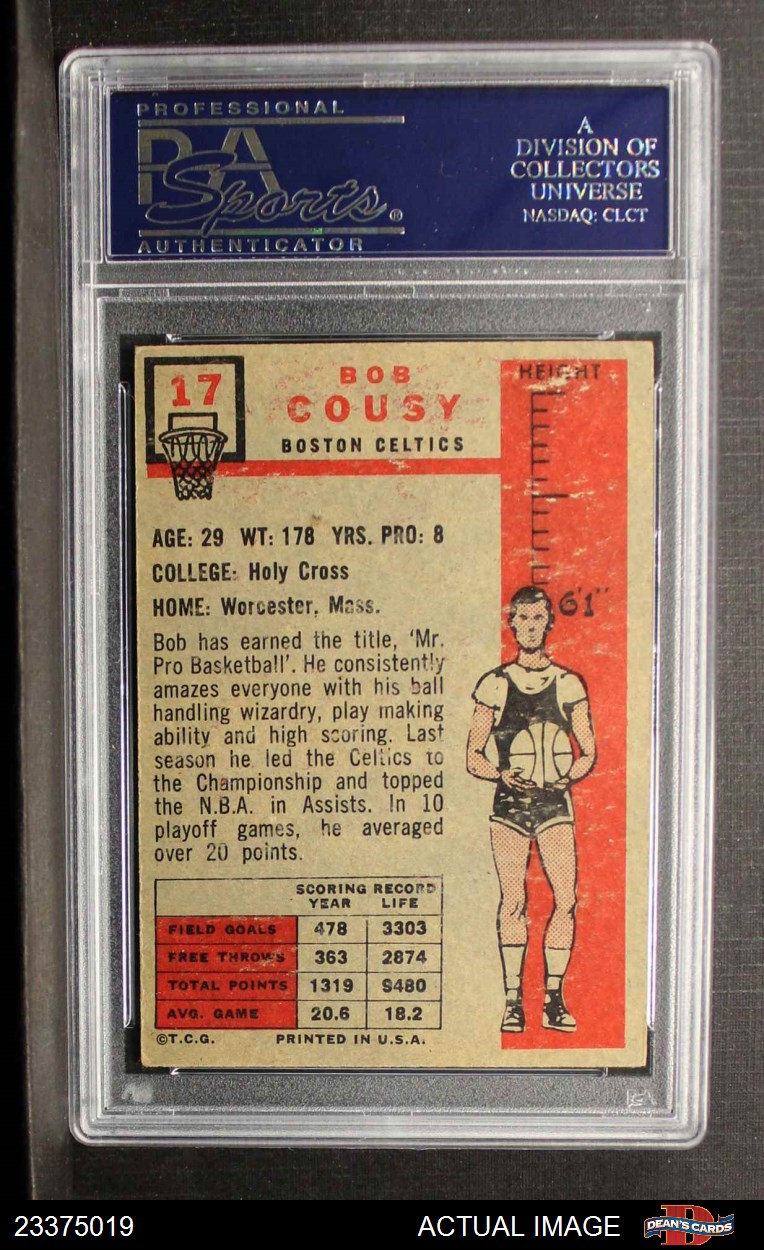 PROFESSIONAL
PSA
Sports®
AUTHENTICATOR
A
DIVISION OF
COLLECTORS
UNIVERSE
NASDAQ: CLCT
17
BOB
COUSY
BOSTON CELTICS
HEIGHT
6'1"
AGE: 29 WT: 178 YRS. PRO: 8
COLLEGE: Holy Cross
HOME: Worcester, Mass.
Bob has earned the title, 'Mr.
Pro Basketball'. He consistently
amazes everyone with his ball
handling wizardry, play making
ability and high scoring. Last
season he led the Celtics to
the Championship and topped
the N.B.A. in Assists. In 10
playoff games, he averaged
over 20 points.
SCORING RECORD
YEAR LIFE
FIELD GOALS 478 3303
FREE THROWS 363 2874
TOTAL POINTS 1319 9480
AVG. GAME 20.6 18.2
©T.C.G. PRINTED IN U.S.A.
23375019 ACTUAL IMAGE DEAN'S CARDS